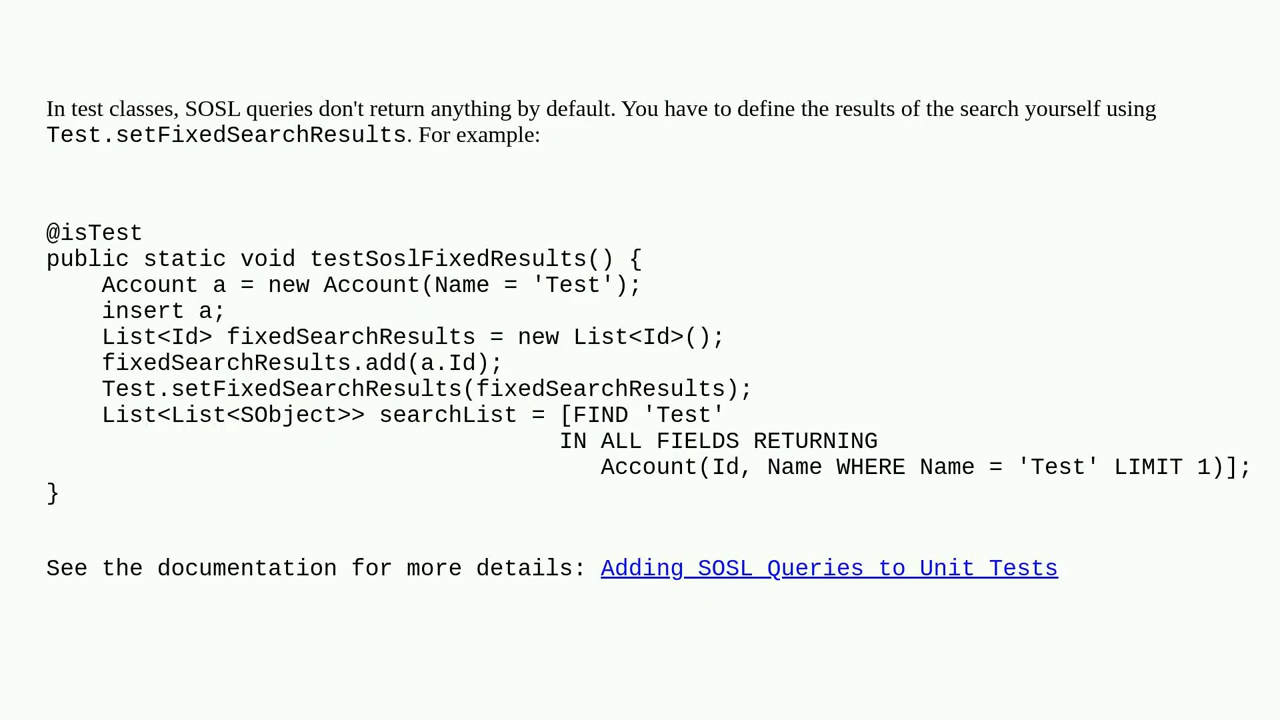 In test classes, SOSL queries don't return anything by default. You have to define the results of the search yourself using
Test.setFixedSearchResults. For example:
@isTest
public static void testSoslFixedResults() {
    Account a = new Account(Name = 'Test');
    insert a;
    List<Id> fixedSearchResults = new List<Id>();
    fixedSearchResults.add(a.Id);
    Test.setFixedSearchResults(fixedSearchResults);
    List<List<SObject>> searchList = [FIND 'Test'
                                     IN ALL FIELDS RETURNING
                                        Account(Id, Name WHERE Name = 'Test' LIMIT 1)];
}
See the documentation for more details: Adding SOSL Queries to Unit Tests